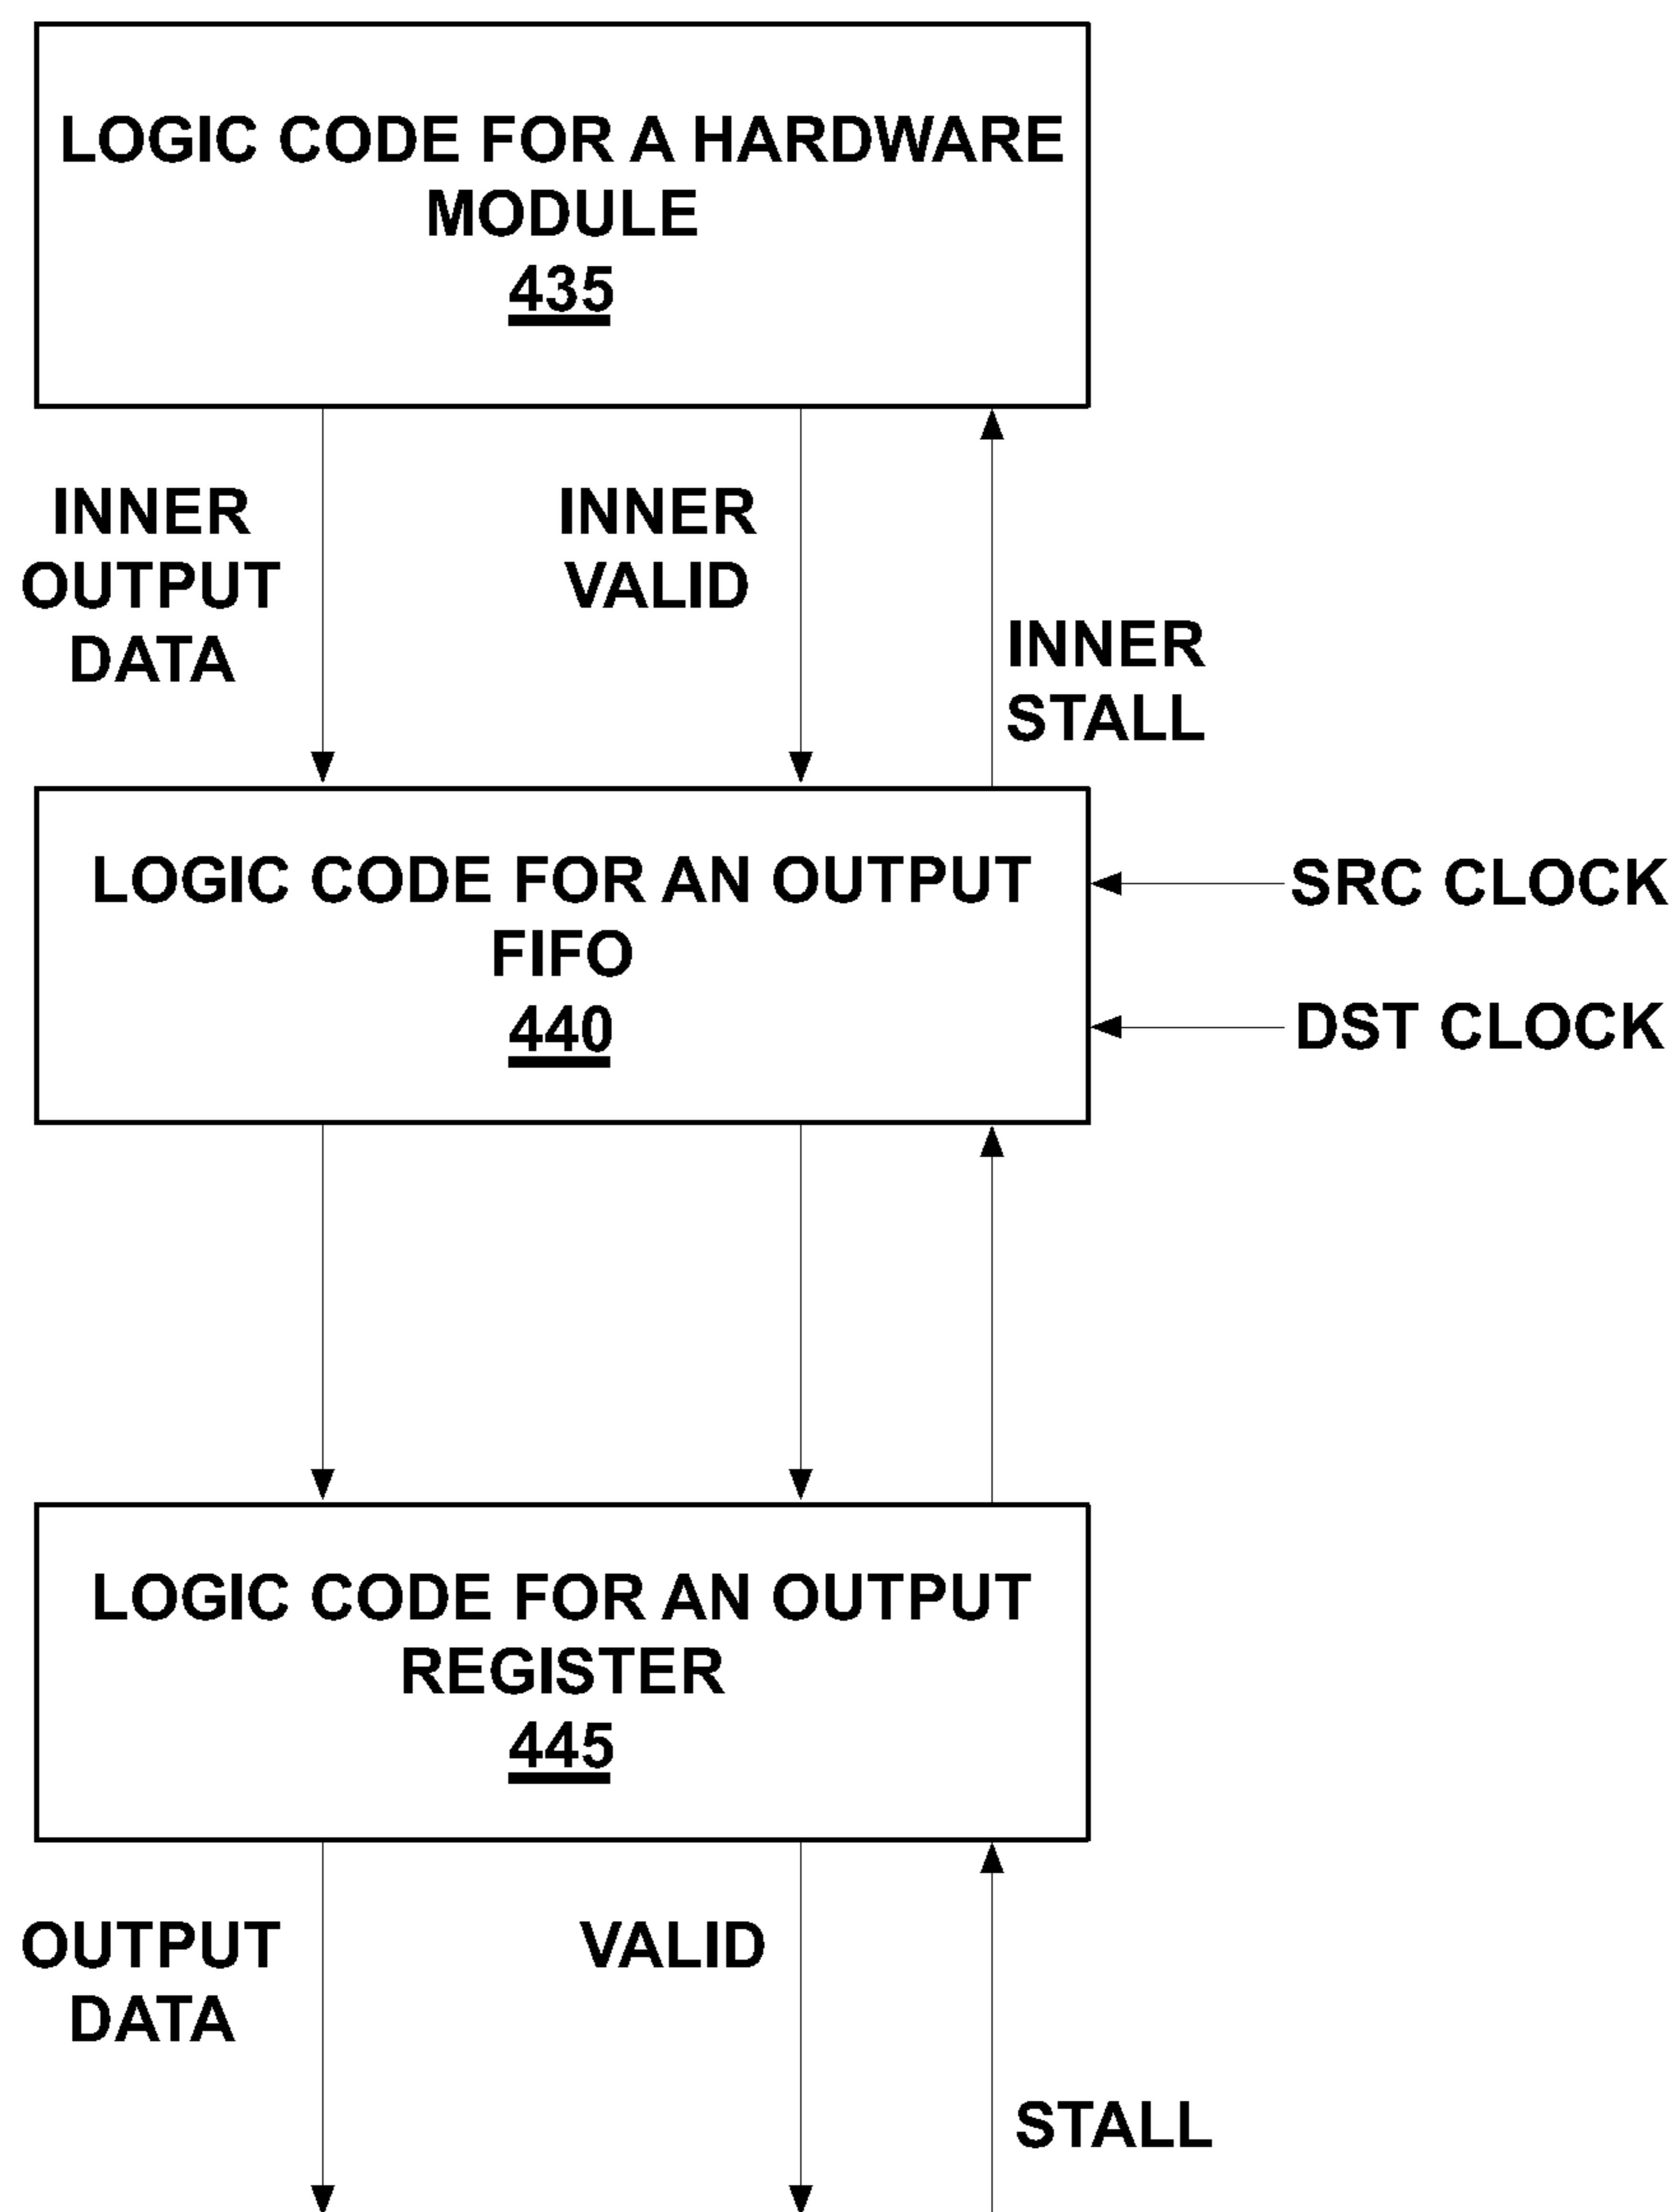 LOGIC CODE FOR A HARDWARE
MODULE
435
INNER
OUTPUT
DATA
INNER
VALID
INNER
STALL
LOGIC CODE FOR AN OUTPUT
FIFO
440
SRC CLOCK
DST CLOCK
LOGIC CODE FOR AN OUTPUT
REGISTER
445
OUTPUT
DATA
VALID
STALL